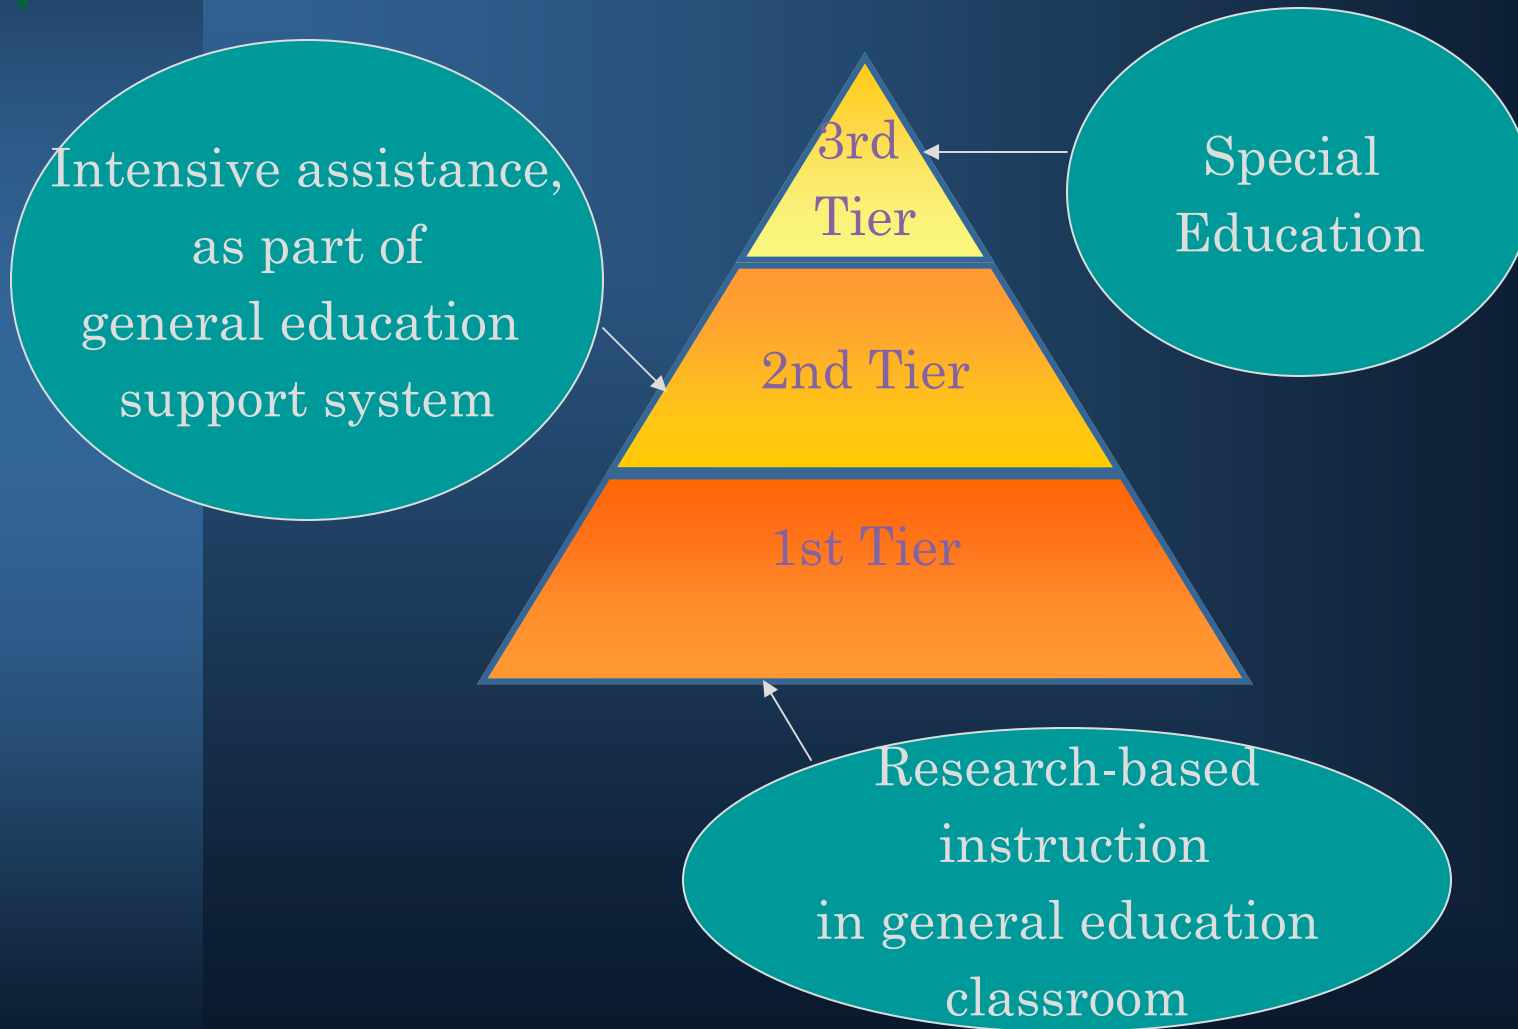 3rd
Tier
Special
Education
Intensive assistance,
as part of
general education
support system
2nd Tier
1st Tier
Research-based
instruction
in general education
classroom